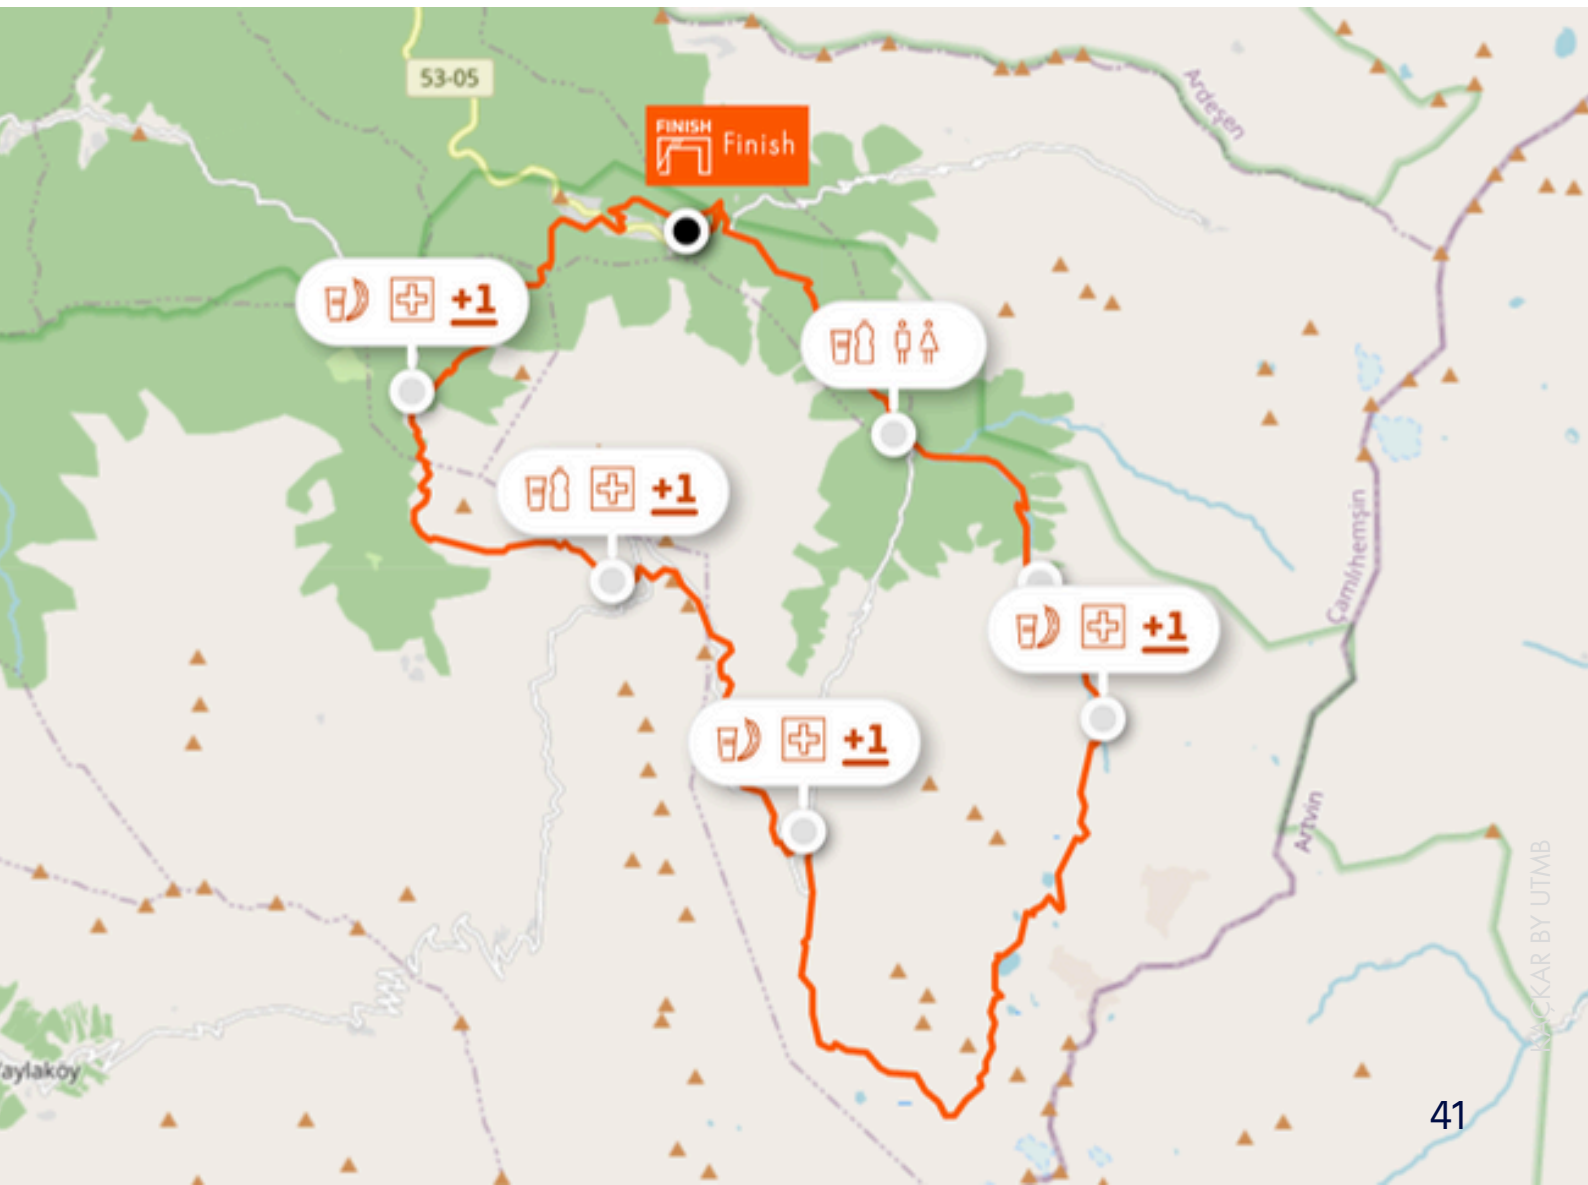 53-05
FINISH
Finish
Ardeşen
+1
+1
+1
Çamlıhemşin
+1
Artvin
KAÇKAR BY UTMB
aylaköy
41